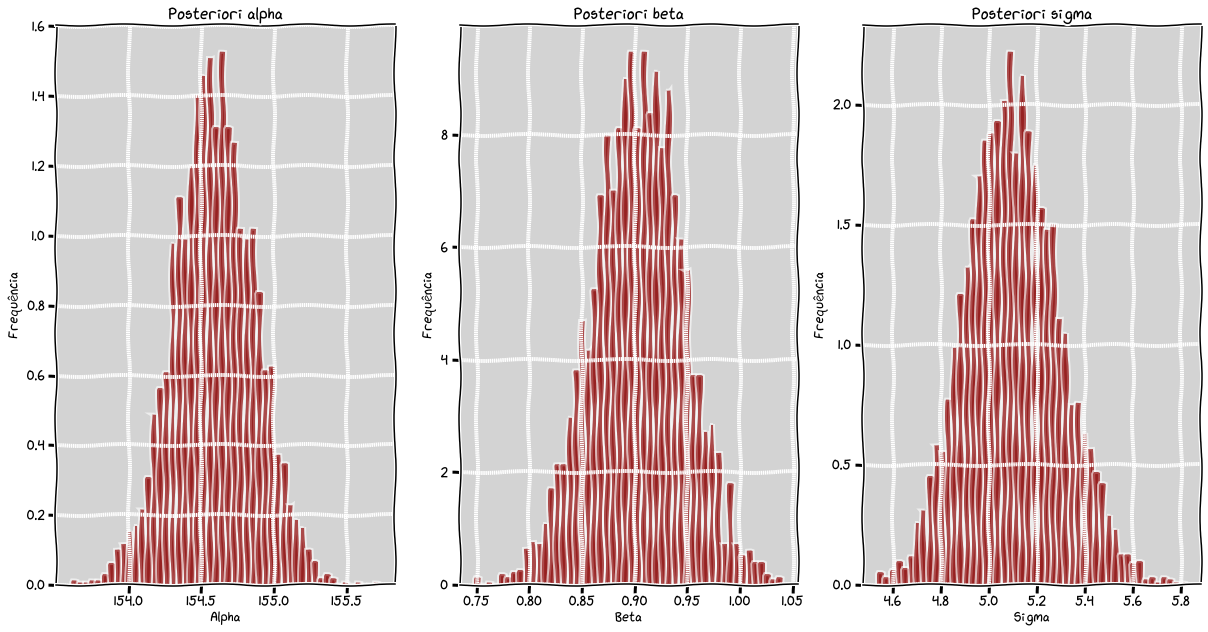 Posteriori alpha
1.6
1.4
1.2
1.0
0.8
0.6
0.4
0.2
0.0
Frequência
154.0 154.5 155.0 155.5
Alpha
Posteriori beta
8
6
4
2
0
Frequência
0.75 0.80 0.85 0.90 0.95 1.00 1.05
Beta
Posteriori sigma
2.0
1.5
1.0
0.5
0.0
Frequência
4.6 4.8 5.0 5.2 5.4 5.6 5.8
Sigma